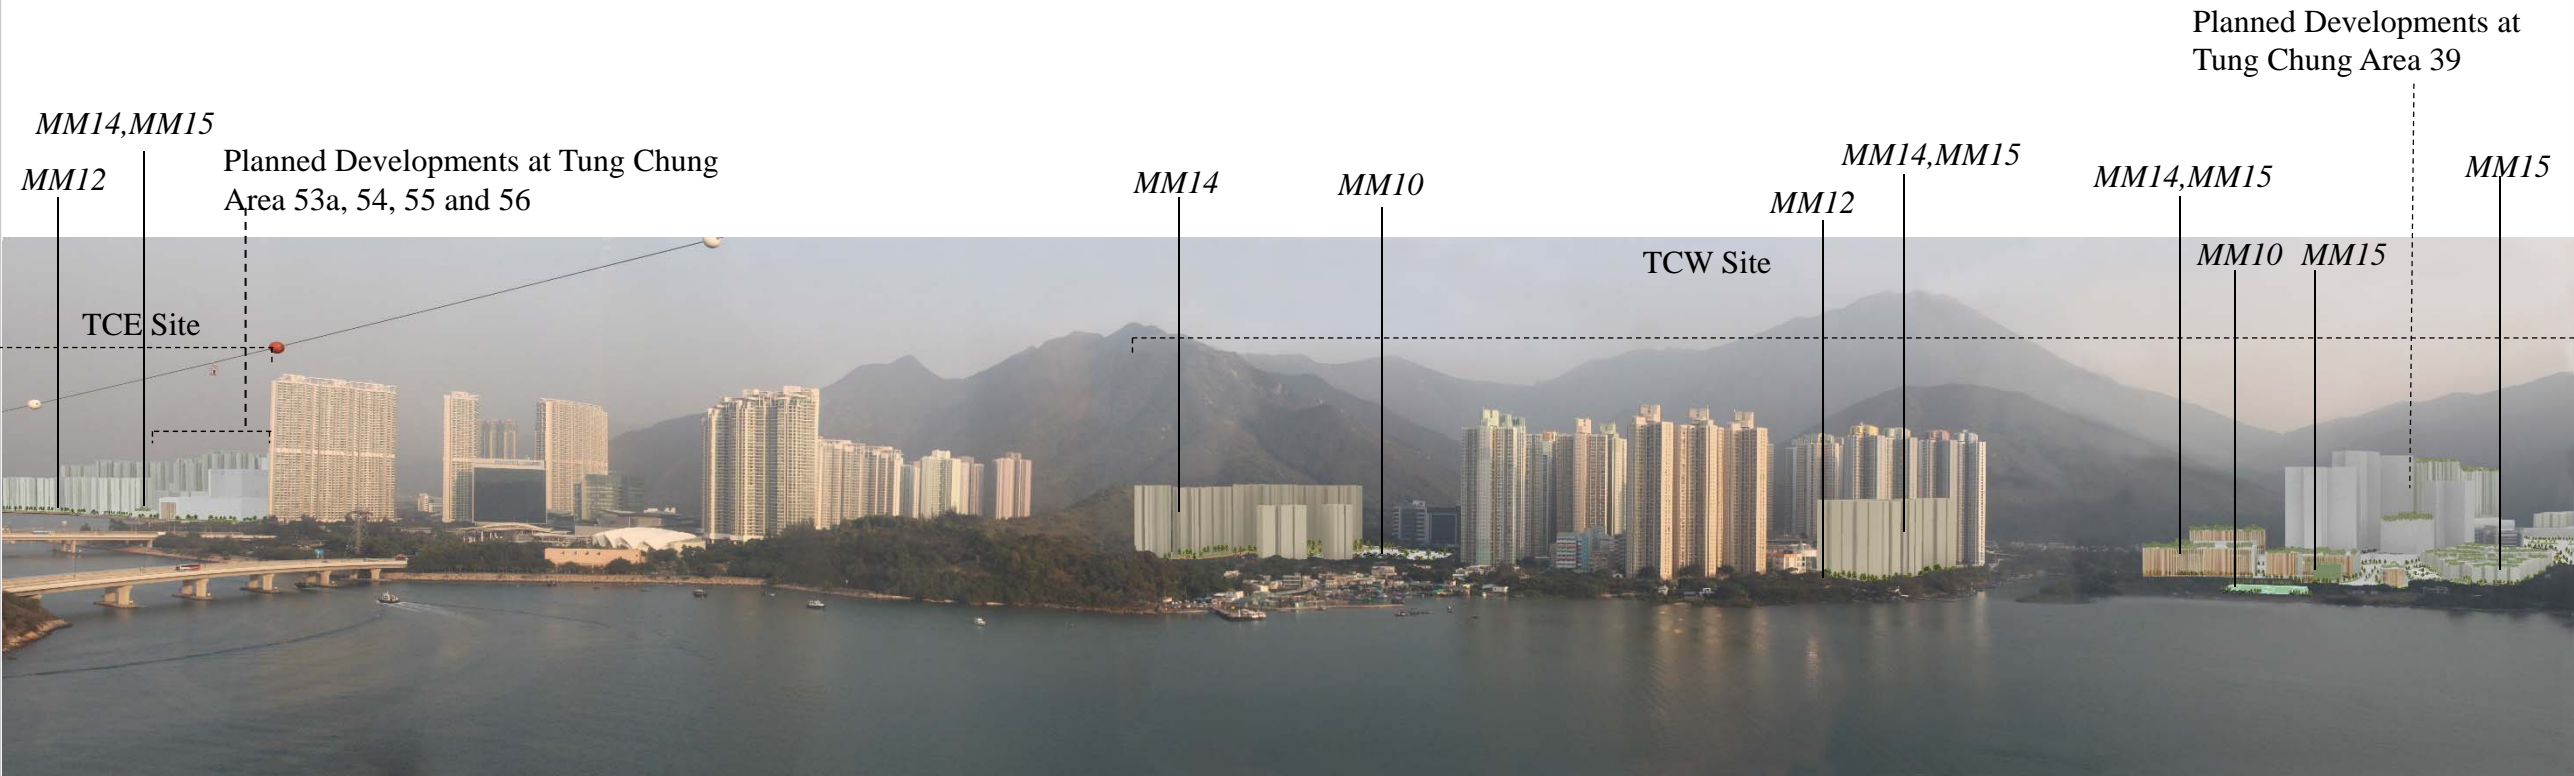 Planned Developments at
Tung Chung Area 39
MM14,MM15
MM12
Planned Developments at Tung Chung
Area 53a, 54, 55 and 56
MM14
MM10
MM14,MM15
MM12
MM14,MM15
MM15
MM10
MM15
TCW Site
TCE Site